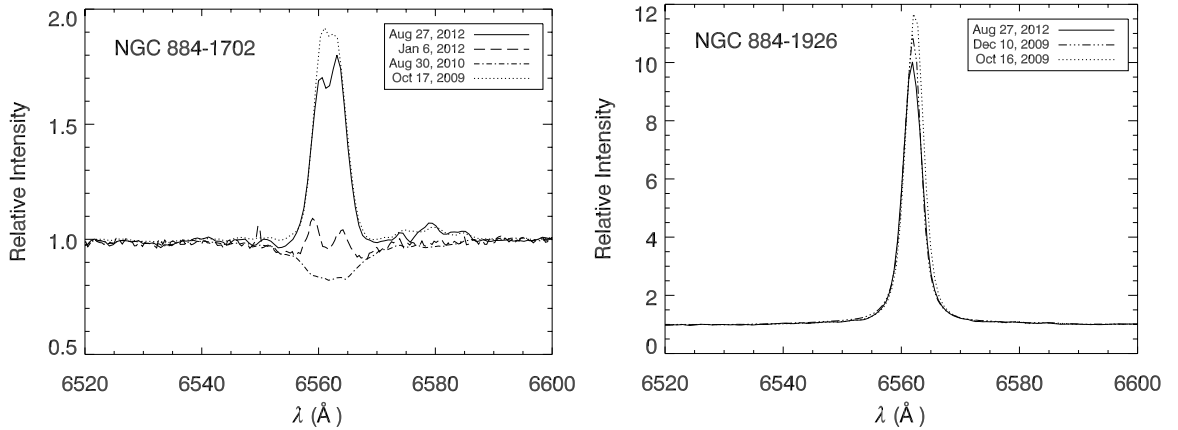 NGC 884-1702
Aug 27, 2012
Jan 6, 2012
Aug 30, 2010
Oct 17, 2009
2.0
1.5
1.0
0.5
Relative Intensity
6520 6540 6560 6580 6600
λ (Å)
NGC 884-1926
Aug 27, 2012
Dec 10, 2009
Oct 16, 2009
12
10
8
6
4
2
0
Relative Intensity
6520 6540 6560 6580 6600
λ (Å)